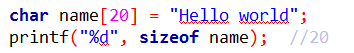 char name[20] = "Hello world";
printf("%d", sizeof name);  //20